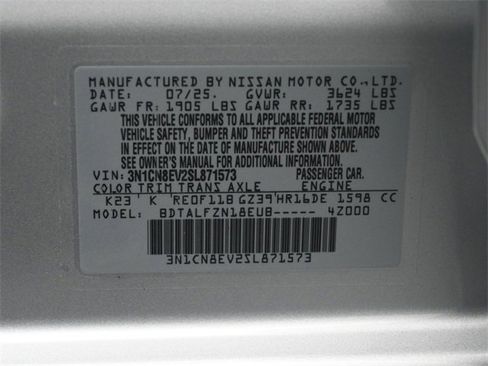 MANUFACTURED BY NISSAN MOTOR CO.,LTD.
DATE: 07/25. GVWR: 3624 LBS
GAWR FR: 1905 LBS GAWR RR: 1735 LBS
THIS VEHICLE CONFORMS TO ALL APPLICABLE FEDERAL MOTOR
VEHICLE SAFETY, BUMPER AND THEFT PREVENTION STANDARDS
IN EFFECT ON THE DATE OF MANUFACTURE SHOWN ABOVE.
SEE OWNER'S MANUAL FOR ADDITIONAL INFORMATION.
VIN: 3N1CN8EV2SL871573 PASSENGER CAR.
COLOR TRIM TRANS AXLE ENGINE
K23 K RE0F11B GZ39 HR16DE 1598 CC
MODEL: BDTALFZN18EUB----- 4Z000
3N1CN8EV2SL871573